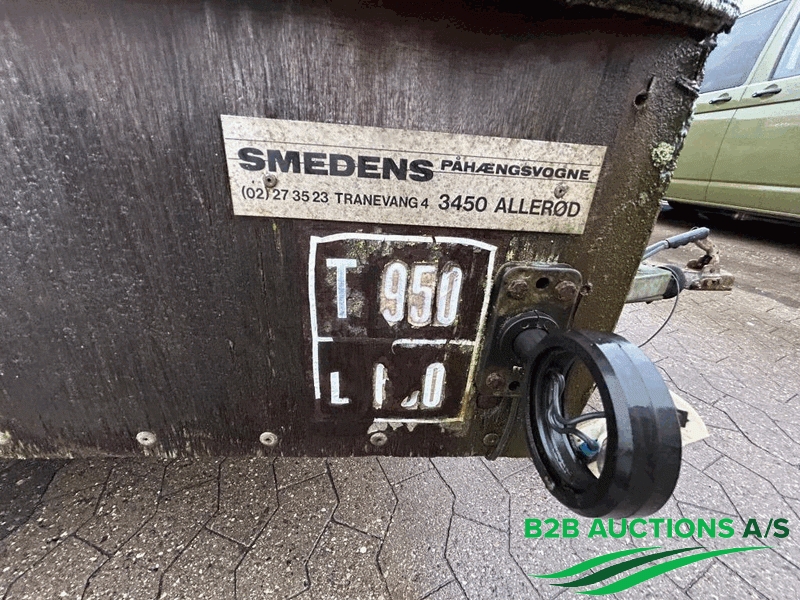 SMEDENS PÅHÆNGSVOGNE
(02) 27 35 23 TRANEVANG 4 3450 ALLERØD
T 950
L
B2B AUCTIONS A/S